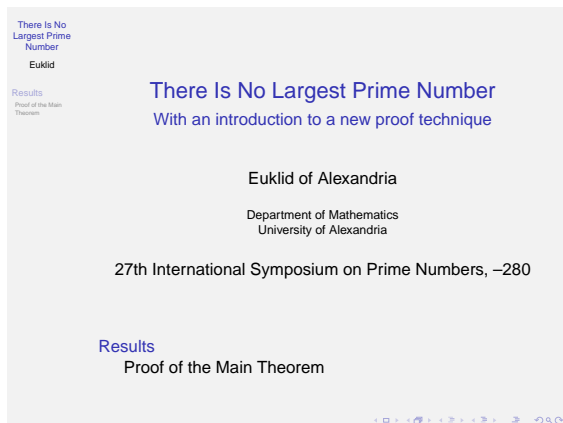 There Is No
Largest Prime
Number
Euklid
Results
Proof of the Main
Theorem
There Is No Largest Prime Number
With an introduction to a new proof technique
Euklid of Alexandria
Department of Mathematics
University of Alexandria
27th International Symposium on Prime Numbers, –280
Results
Proof of the Main Theorem